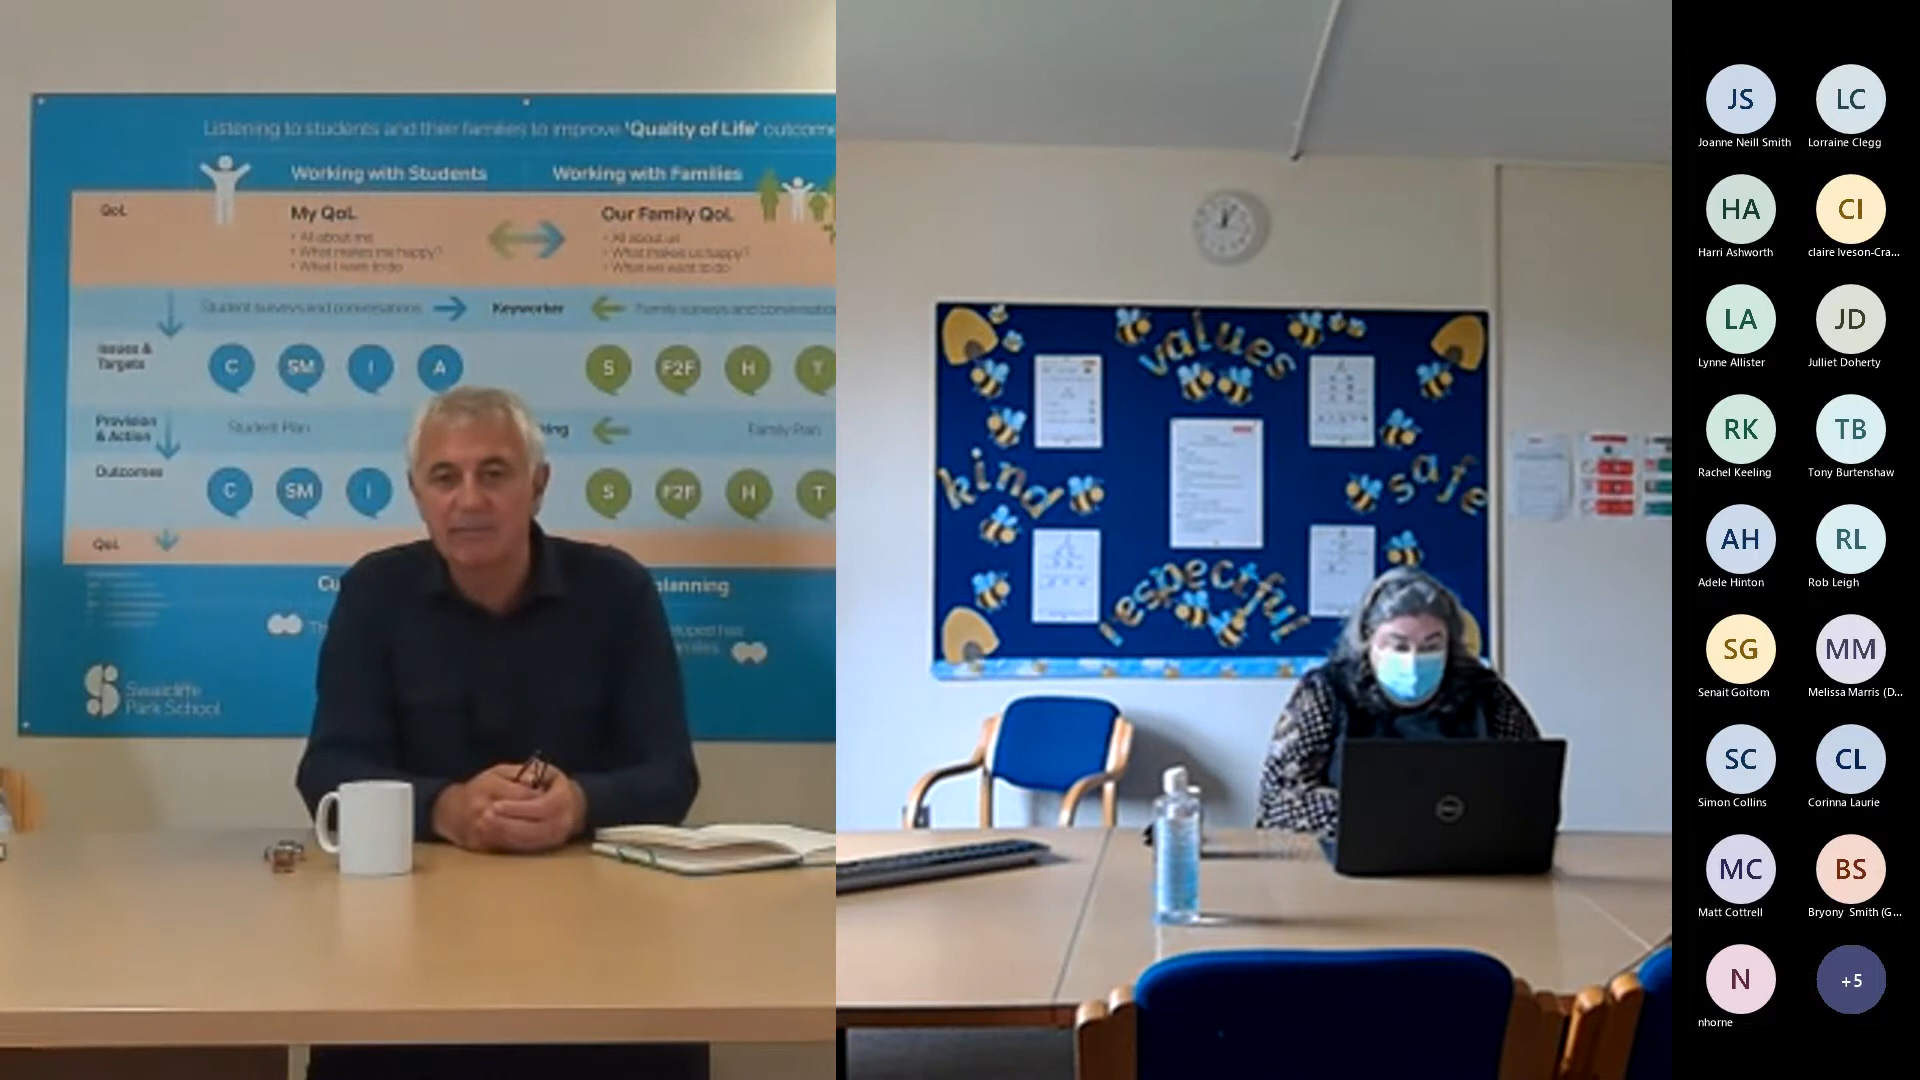 Listening to students and their families to improve 'Quality of Life' outcome
Working with Students
Working with Families
QoL
My QoL
• All about me
• What makes me happy?
• What I want to do
Our Family QoL
• All about us
• What makes us happy?
• What we want to do
Student surveys and conversations
Keyworker
Family surveys and conversations
Issues &
Targets
C SM I A
S F2F H T
Provision
& Action
Student Plan
Family Plan
Outcomes
C SM I
S F2F H T
QoL
planning
Swalcliffe
Park School
values
kind
safe
respectful
DELL
JS
Joanne Neill Smith
LC
Lorraine Clegg
HA
Harri Ashworth
CI
claire Iveson-Cra...
LA
Lynne Allister
JD
Julliet Doherty
RK
Rachel Keeling
TB
Tony Burtenshaw
AH
Adele Hinton
RL
Rob Leigh
SG
Senait Goitom
MM
Melissa Marris (D...
SC
Simon Collins
CL
Corinna Laurie
MC
Matt Cottrell
BS
Bryony Smith (G...
N
nhorne
+5